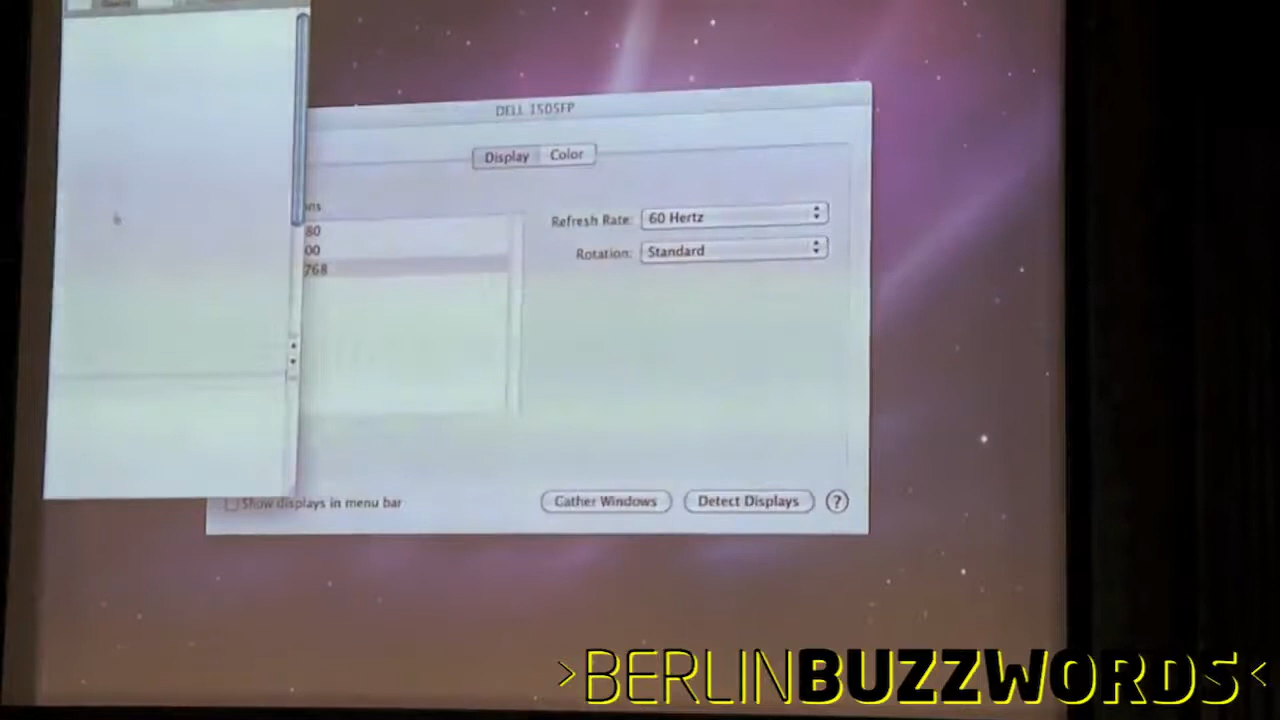 DELL 1505FP
Display Color
ons
80
00
768
Refresh Rate: 60 Hertz
Rotation: Standard
Show displays in menu bar
Gather Windows
Detect Displays
?
>BERLINBUZZWORDS<